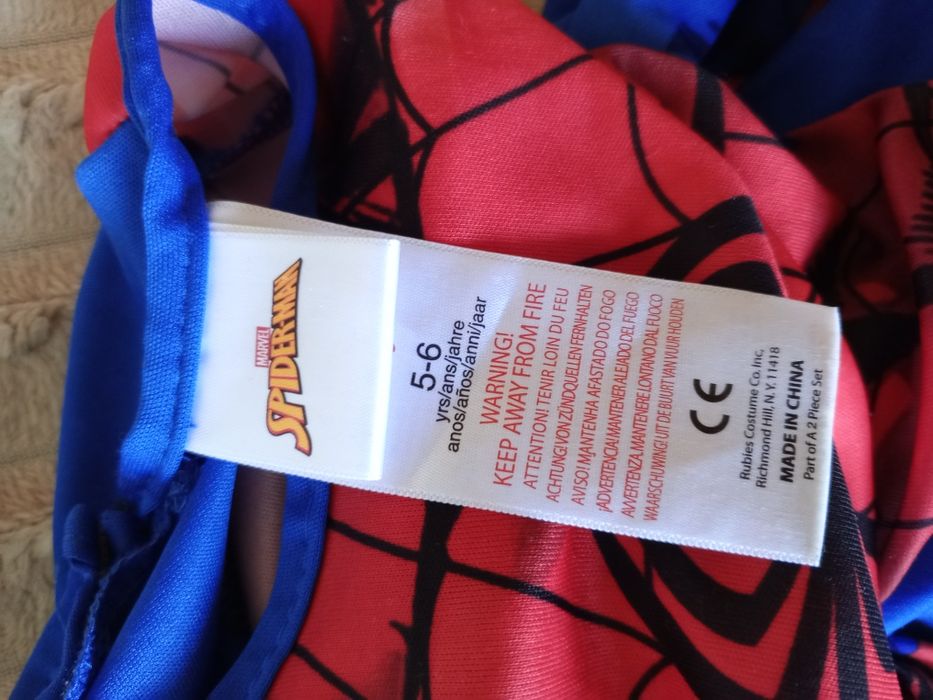 MARVEL
SPIDER-MAN
5-6
yrs/ans/jahre
anos/años/anni/jaar
WARNING!
KEEP AWAY FROM FIRE
ATTENTION! TENIR LOIN DU FEU
ACHTUNG! VON ZÜNDQUELLEN FERNHALTEN
AVISO! MANTENHA AFASTADO DO FOGO
¡ADVERTENCIA! MANTENER ALEJADO DEL FUEGO
AVVERTENZA: MANTENERE LONTANO DAL FUOCO
WAARSCHUWING! UIT DE BUURT VAN VUUR HOUDEN
CE
Rubies Costume Co. Inc,
Richmond Hill, N.Y. 11418
MADE IN CHINA
Part of A 2 Piece Set